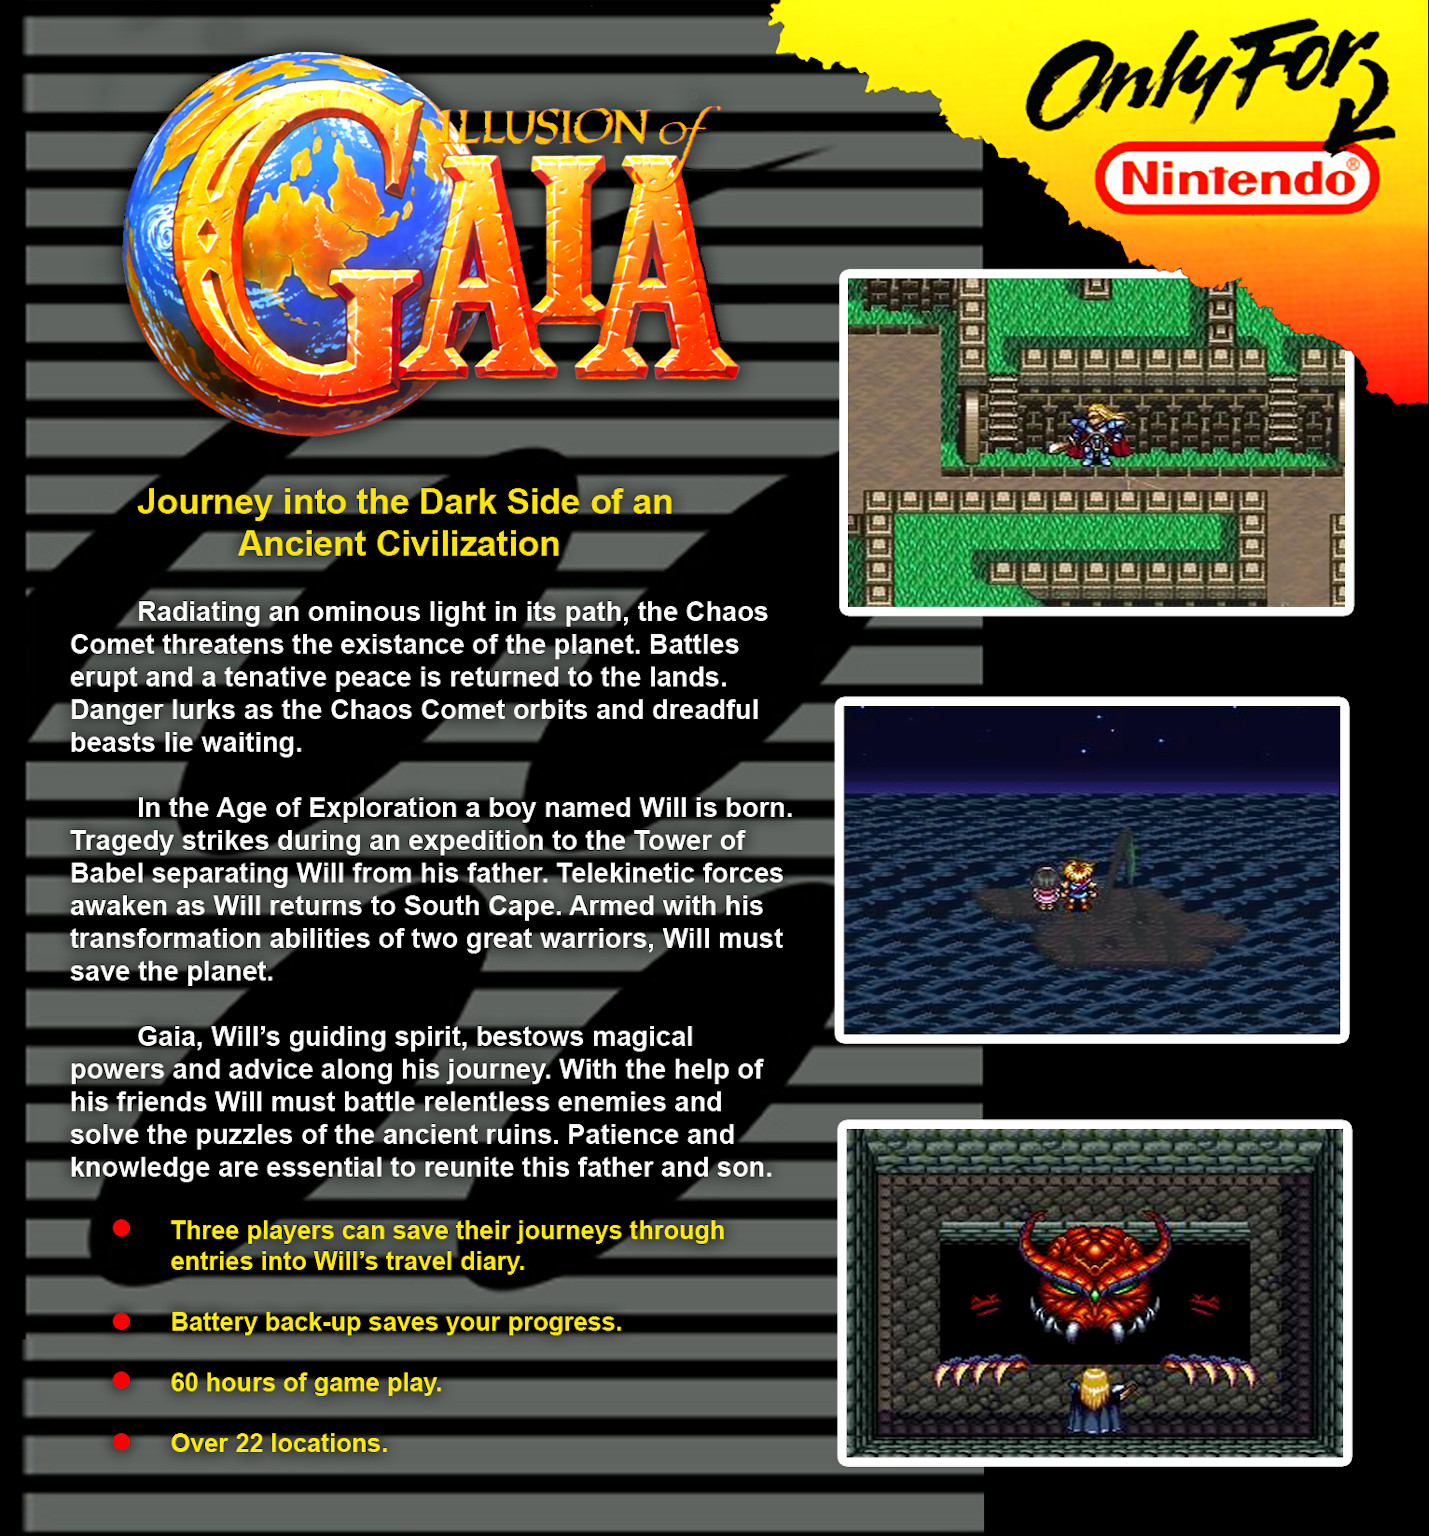 ILLUSION of
GAIA
Only For
Nintendo®
Journey into the Dark Side of an
Ancient Civilization
Radiating an ominous light in its path, the Chaos
Comet threatens the existance of the planet. Battles
erupt and a tenative peace is returned to the lands.
Danger lurks as the Chaos Comet orbits and dreadful
beasts lie waiting.
In the Age of Exploration a boy named Will is born.
Tragedy strikes during an expedition to the Tower of
Babel separating Will from his father. Telekinetic forces
awaken as Will returns to South Cape. Armed with his
transformation abilities of two great warriors, Will must
save the planet.
Gaia, Will’s guiding spirit, bestows magical
powers and advice along his journey. With the help of
his friends Will must battle relentless enemies and
solve the puzzles of the ancient ruins. Patience and
knowledge are essential to reunite this father and son.
Three players can save their journeys through
entries into Will’s travel diary.
Battery back-up saves your progress.
60 hours of game play.
Over 22 locations.